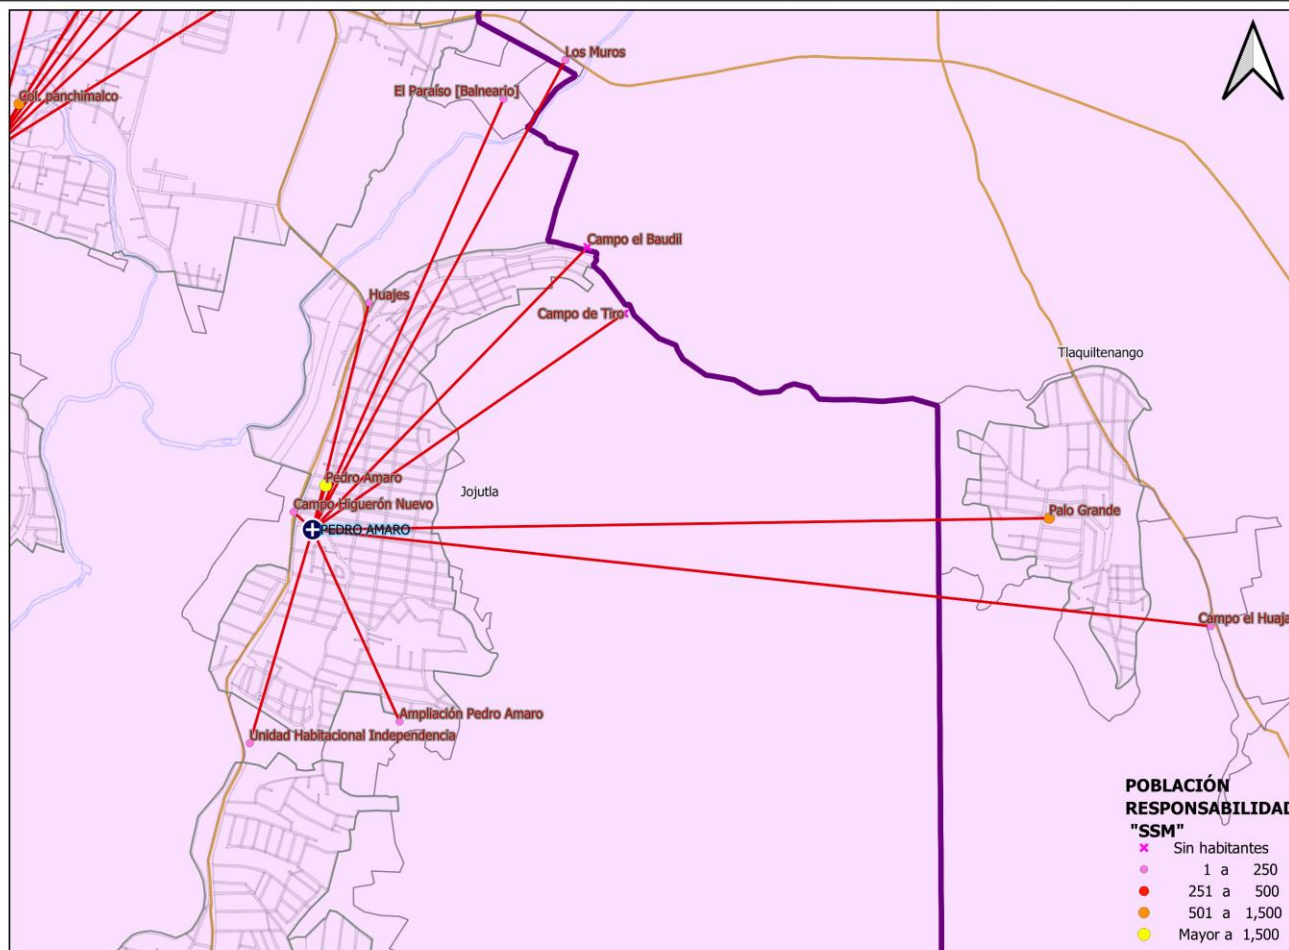 Los Muros
El Paraíso [Balneario]
Col. panchimalco
Campo el Baudil
Huajes
Campo de Tiro
Tlaquiltenango
Pedro Amaro
Jojutla
Campo Higuerón Nuevo
PEDRO AMARO
Palo Grande
Campo el Huaja
Ampliación Pedro Amaro
Unidad Habitacional Independencia
POBLACIÓN
RESPONSABILIDAD
"SSM"
Sin habitantes
1 a 250
251 a 500
501 a 1,500
Mayor a 1,500